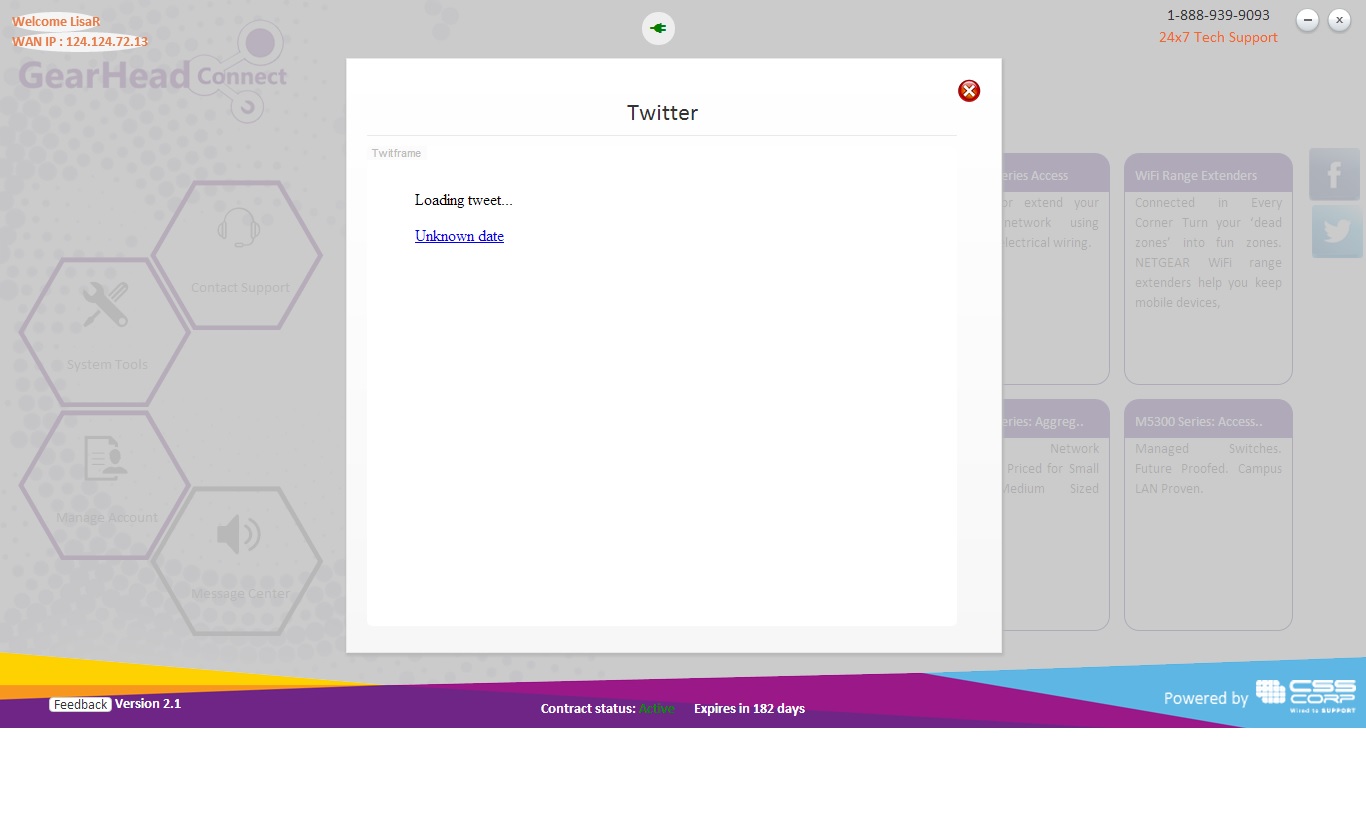 Welcome LisaR
WAN IP : 124.124.72.13
GearHead Connect
1-888-939-9093
24x7 Tech Support
x
Twitter
Twitframe
Loading tweet...
Unknown date
Contact Support
System Tools
Manage Account
Message Center
eries Access
or extend your
network using
electrical wiring.
WiFi Range Extenders
Connected in Every
Corner Turn your 'dead
zones' into fun zones.
NETGEAR WiFi range
extenders help you keep
mobile devices,
f
eries: Aggreg..
Network
Priced for Small
Medium Sized
M5300 Series: Access..
Managed Switches.
Future Proofed. Campus
LAN Proven.
Feedback Version 2.1
Contract status: Active Expires in 182 days
Powered by
CSS
CORP
Wired to SUPPORT